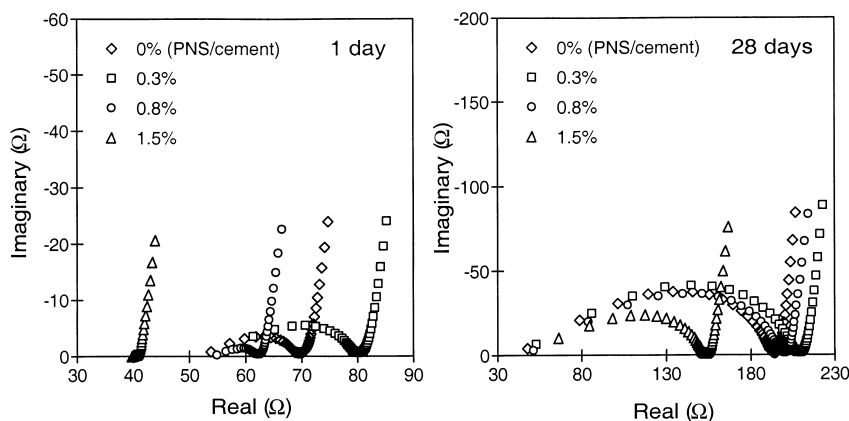 -60
-50
-40
-30
-20
-10
0
30 40 50 60 70 80 90
Imaginary (Ω)
Real (Ω)
1 day
0% (PNS/cement)
0.3%
0.8%
1.5%
-200
-150
-100
-50
0
30 80 130 180 230
Imaginary (Ω)
Real (Ω)
28 days
0% (PNS/cement)
0.3%
0.8%
1.5%